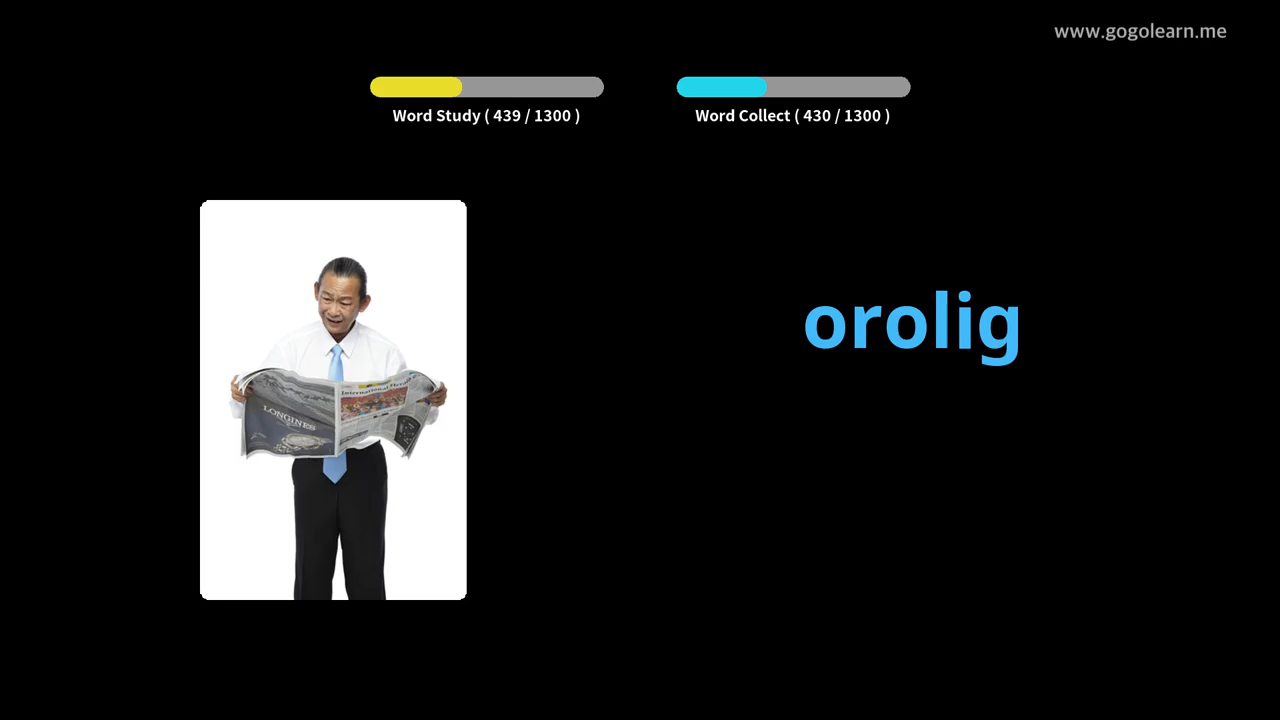 www.gogolearn.me
Word Study ( 439 / 1300 )
Word Collect ( 430 / 1300 )
orolig
LONGINES
International Herald